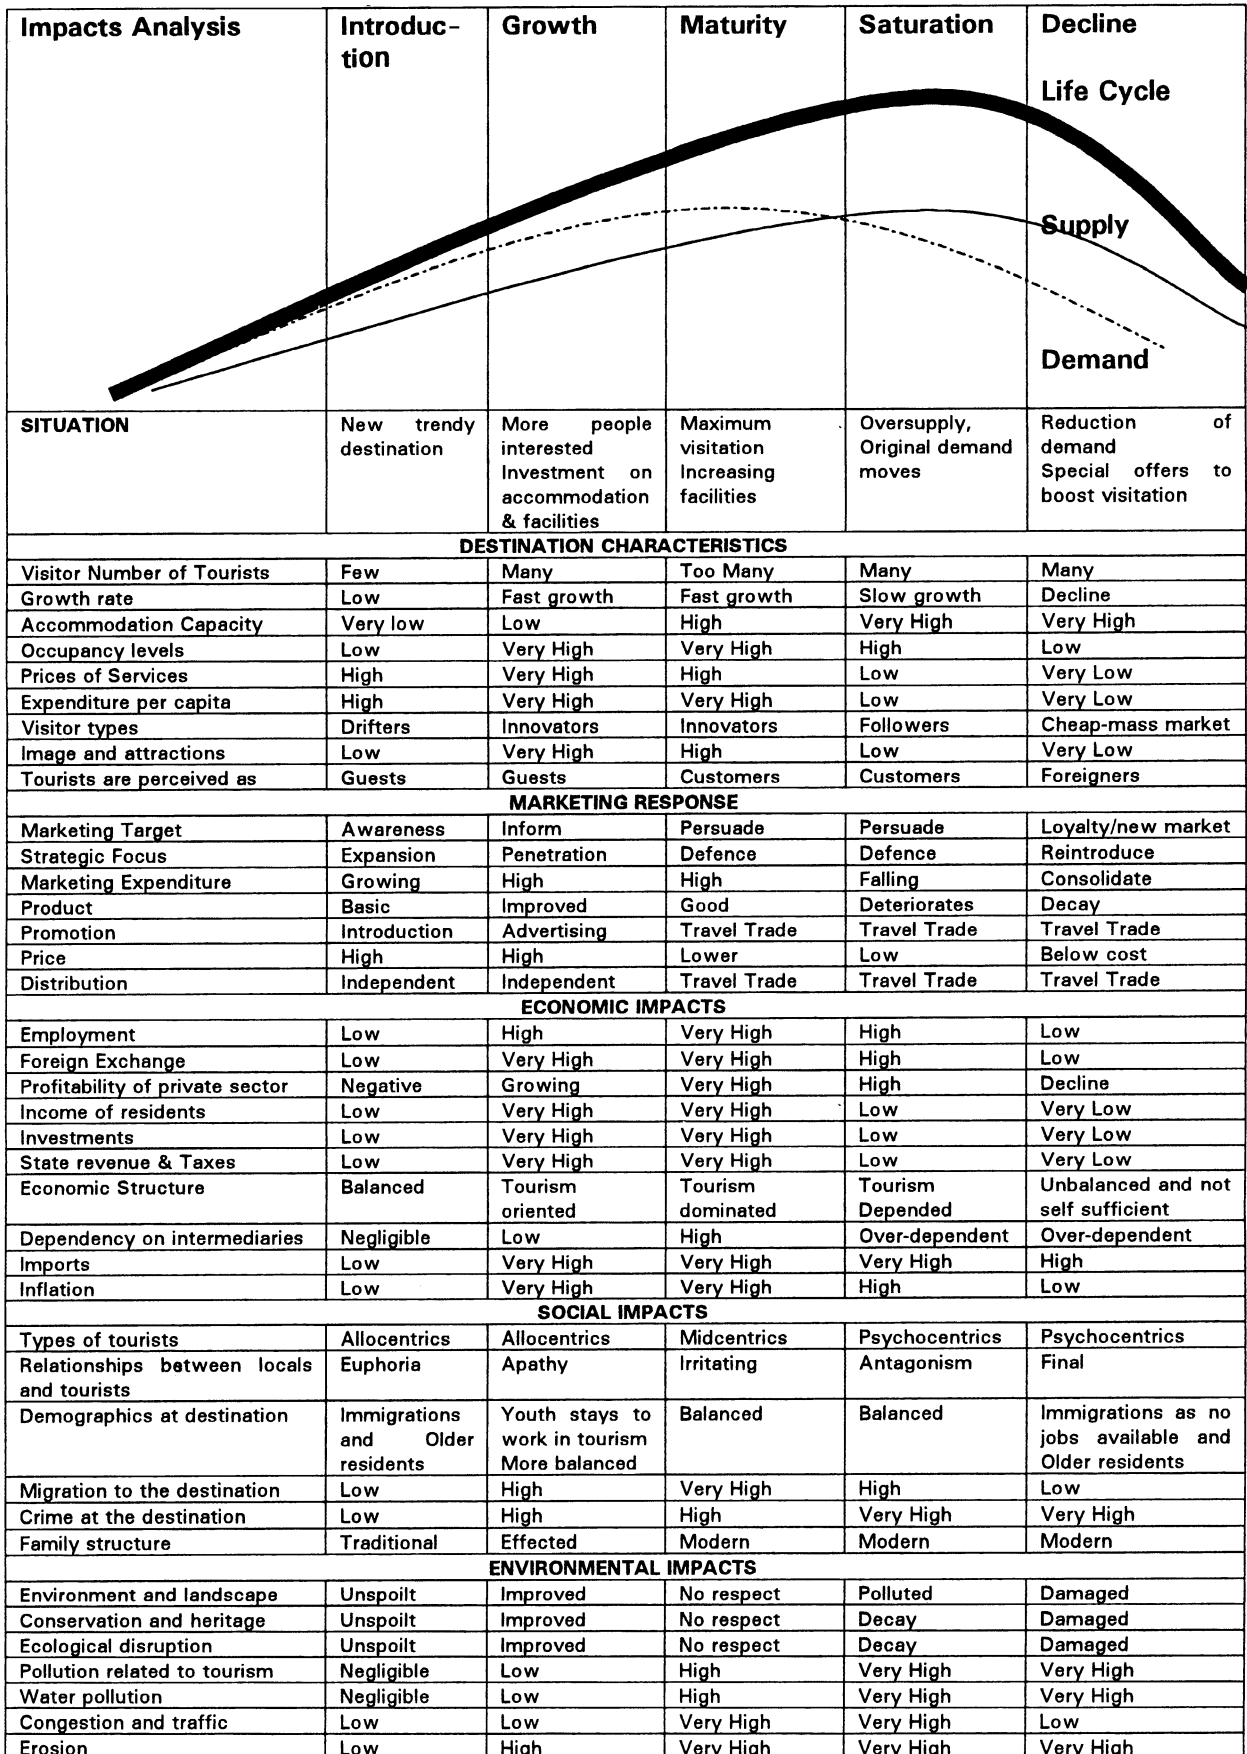 Impacts Analysis Introduc- Growth Maturity Saturation Decline
tion
Life Cycle
Supply
Demand
SITUATION New trendy More people Maximum Oversupply, Reduction of
destination interested visitation Original demand demand
Investment on Increasing moves Special offers to
accommodation facilities boost visitation
& facilities
DESTINATION CHARACTERISTICS
Visitor Number of Tourists Few Many Too Many Many Many
Growth rate Low Fast growth Fast growth Slow growth Decline
Accommodation Capacity Very low Low High Very High Very High
Occupancy levels Low Very High Very High High Low
Prices of Services High Very High High Low Very Low
Expenditure per capita High Very High Very High Low Very Low
Visitor types Drifters Innovators Innovators Followers Cheap-mass market
Image and attractions Low Very High High Low Very Low
Tourists are perceived as Guests Guests Customers Customers Foreigners
MARKETING RESPONSE
Marketing Target Awareness Inform Persuade Persuade Loyalty/new market
Strategic Focus Expansion Penetration Defence Defence Reintroduce
Marketing Expenditure Growing High High Falling Consolidate
Product Basic Improved Good Deteriorates Decay
Promotion Introduction Advertising Travel Trade Travel Trade Travel Trade
Price High High Lower Low Below cost
Distribution Independent Independent Travel Trade Travel Trade Travel Trade
ECONOMIC IMPACTS
Employment Low High Very High High Low
Foreign Exchange Low Very High Very High High Low
Profitability of private sector Negative Growing Very High High Decline
Income of residents Low Very High Very High Low Very Low
Investments Low Very High Very High Low Very Low
State revenue & Taxes Low Very High Very High Low Very Low
Economic Structure Balanced Tourism Tourism Tourism Unbalanced and not
oriented dominated Depended self sufficient
Dependency on intermediaries Negligible Low High Over-dependent Over-dependent
Imports Low Very High Very High Very High High
Inflation Low Very High Very High High Low
SOCIAL IMPACTS
Types of tourists Allocentrics Allocentrics Midcentrics Psychocentrics Psychocentrics
Relationships between locals Euphoria Apathy Irritating Antagonism Final
and tourists
Demographics at destination Immigrations Youth stays to Balanced Balanced Immigrations as no
and Older work in tourism jobs available and
residents More balanced Older residents
Migration to the destination Low High Very High High Low
Crime at the destination Low High High Very High Very High
Family structure Traditional Effected Modern Modern Modern
ENVIRONMENTAL IMPACTS
Environment and landscape Unspoilt Improved No respect Polluted Damaged
Conservation and heritage Unspoilt Improved No respect Decay Damaged
Ecological disruption Unspoilt Improved No respect Decay Damaged
Pollution related to tourism Negligible Low High Very High Very High
Water pollution Negligible Low High Very High Very High
Congestion and traffic Low Low Very High Very High Low
Erosion Low High Very High Very High Very High